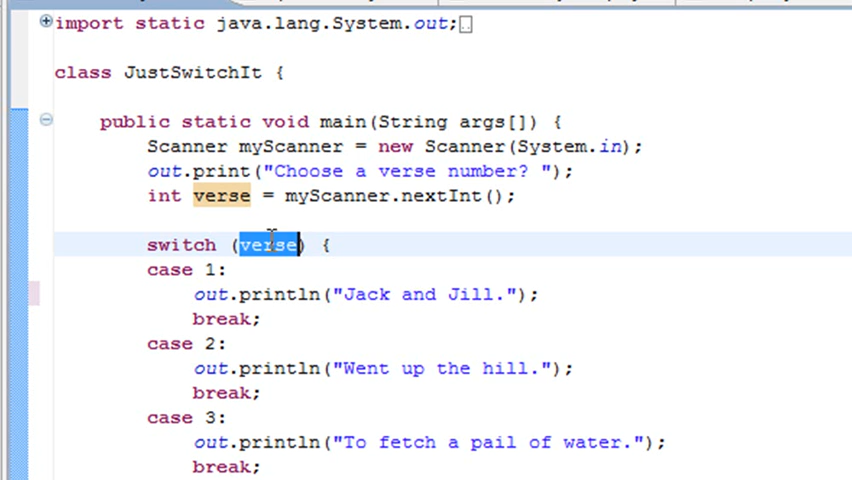 import static java.lang.System.out;
class JustSwitchIt {
public static void main(String args[]) {
Scanner myScanner = new Scanner(System.in);
out.print("Choose a verse number? ");
int verse = myScanner.nextInt();
switch (verse) {
case 1:
out.println("Jack and Jill.");
break;
case 2:
out.println("Went up the hill.");
break;
case 3:
out.println("To fetch a pail of water.");
break;